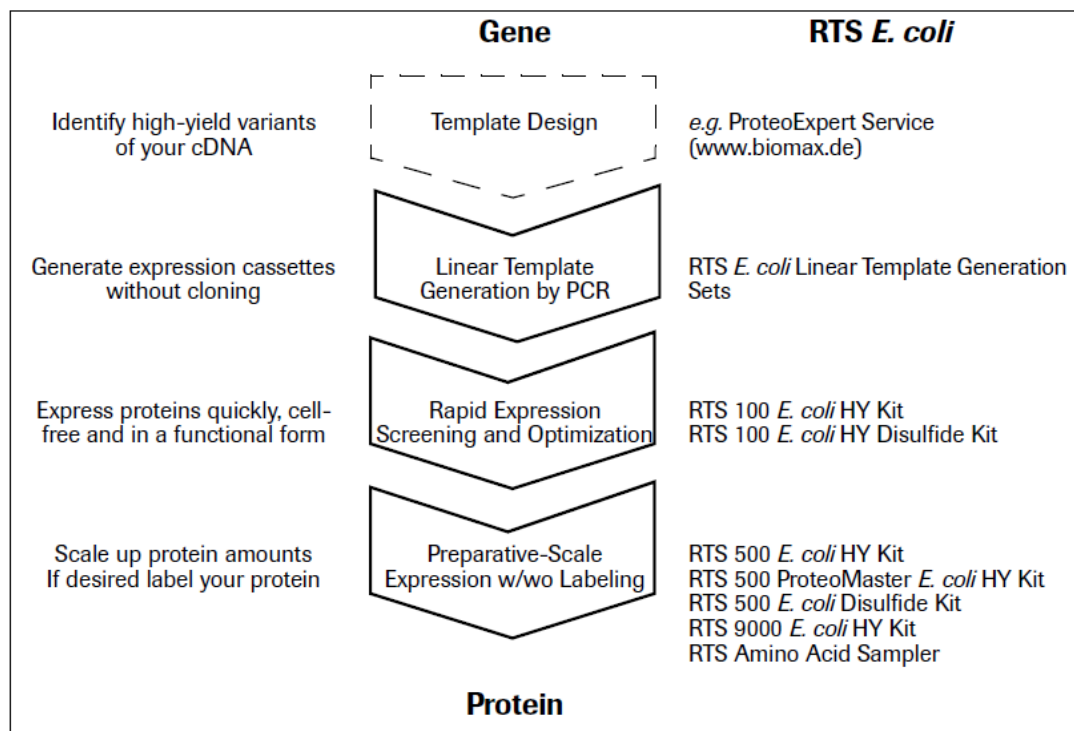 Gene
RTS E. coli
Identify high-yield variants
of your cDNA
Template Design
e.g. ProteoExpert Service
(www.biomax.de)
Generate expression cassettes
without cloning
Linear Template
Generation by PCR
RTS E. coli Linear Template Generation
Sets
Express proteins quickly, cell-
free and in a functional form
Rapid Expression
Screening and Optimization
RTS 100 E. coli HY Kit
RTS 100 E. coli HY Disulfide Kit
Scale up protein amounts
If desired label your protein
Preparative-Scale
Expression w/wo Labeling
RTS 500 E. coli HY Kit
RTS 500 ProteoMaster E. coli HY Kit
RTS 500 E. coli Disulfide Kit
RTS 9000 E. coli HY Kit
RTS Amino Acid Sampler
Protein